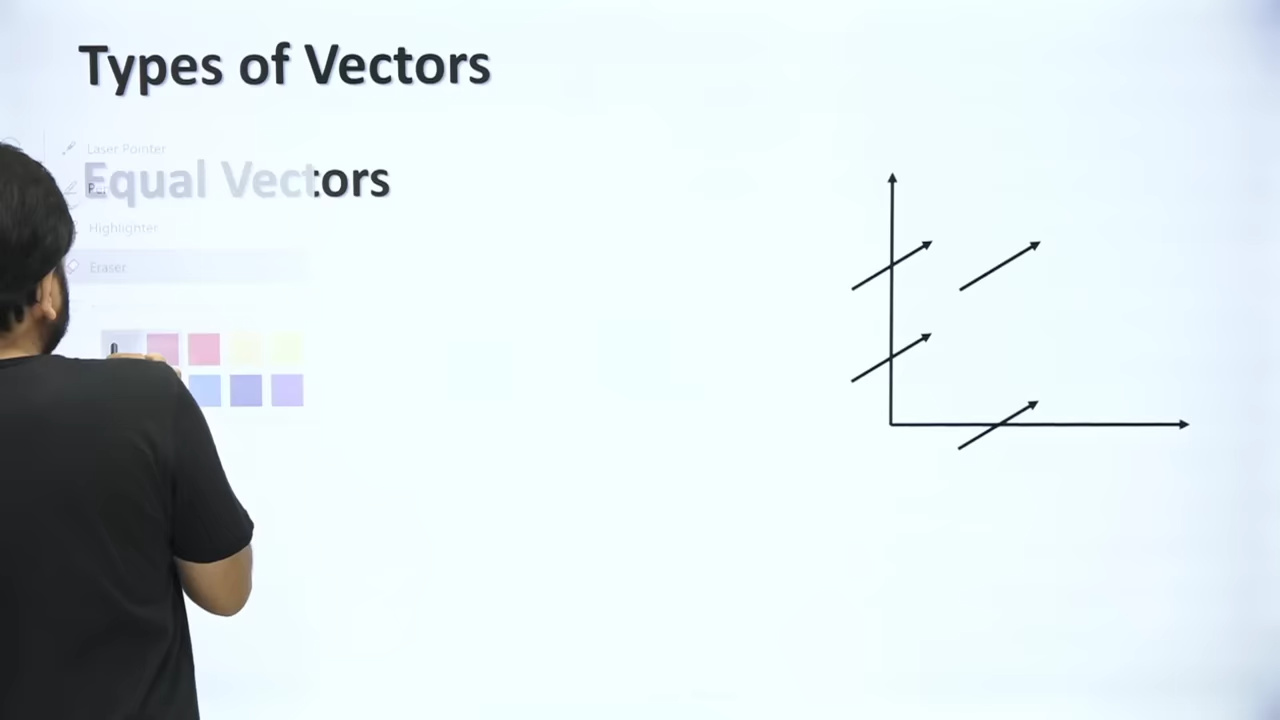 Types of Vectors
Laser Pointer
Equal Vectors
Highlighter
Eraser